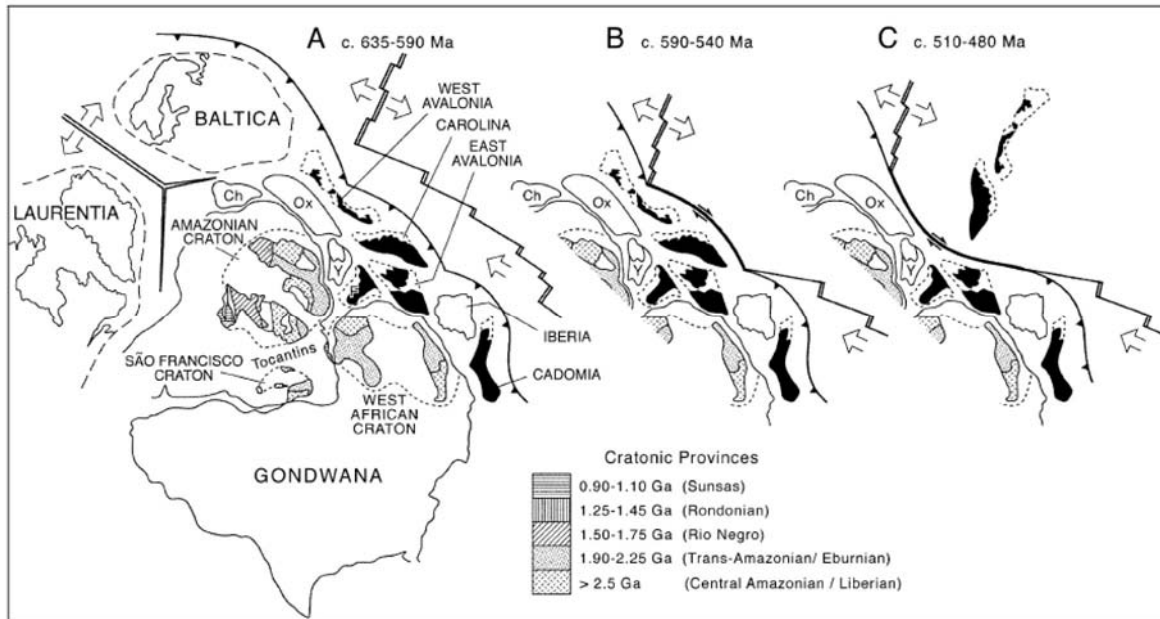 A c. 635-590 Ma
B c. 590-540 Ma
C c. 510-480 Ma
WEST
AVALONIA
CAROLINA
EAST
AVALONIA
BALTICA
LAURENTIA
Ch
Ox
AMAZONIAN
CRATON
Y
F
IBERIA
CADOMIA
SÃO FRANCISCO
CRATON
Tocantins
WEST
AFRICAN
CRATON
GONDWANA
Ch
Ox
Y
Ch
Ox
Y
Cratonic Provinces
0.90-1.10 Ga (Sunsas)
1.25-1.45 Ga (Rondonian)
1.50-1.75 Ga (Rio Negro)
1.90-2.25 Ga (Trans-Amazonian/ Eburnian)
> 2.5 Ga (Central Amazonian / Liberian)